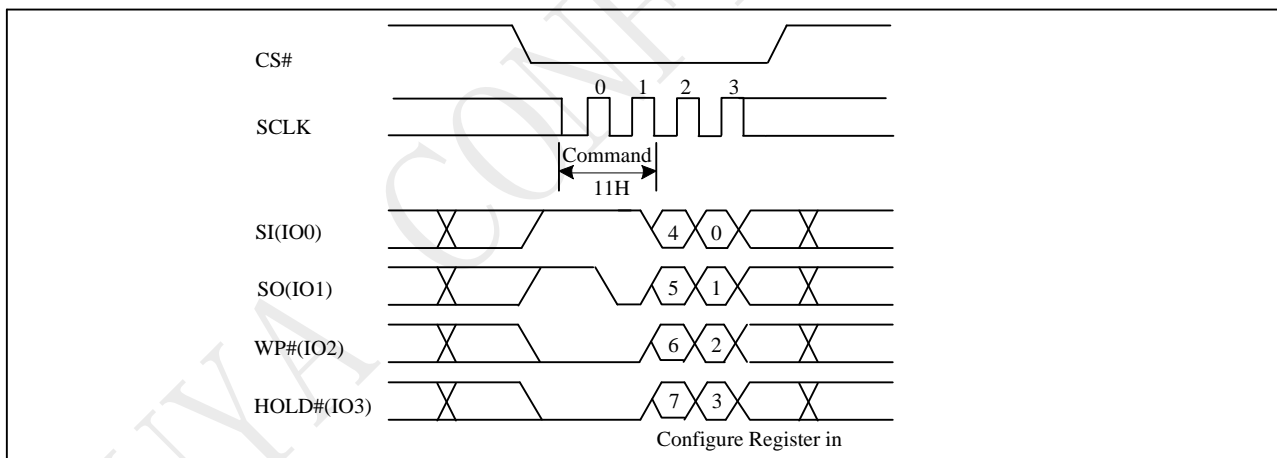 CS#
0 1 2 3
SCLK
Command
11H
SI(IO0) 4 0
SO(IO1) 5 1
WP#(IO2) 6 2
HOLD#(IO3) 7 3
Configure Register in